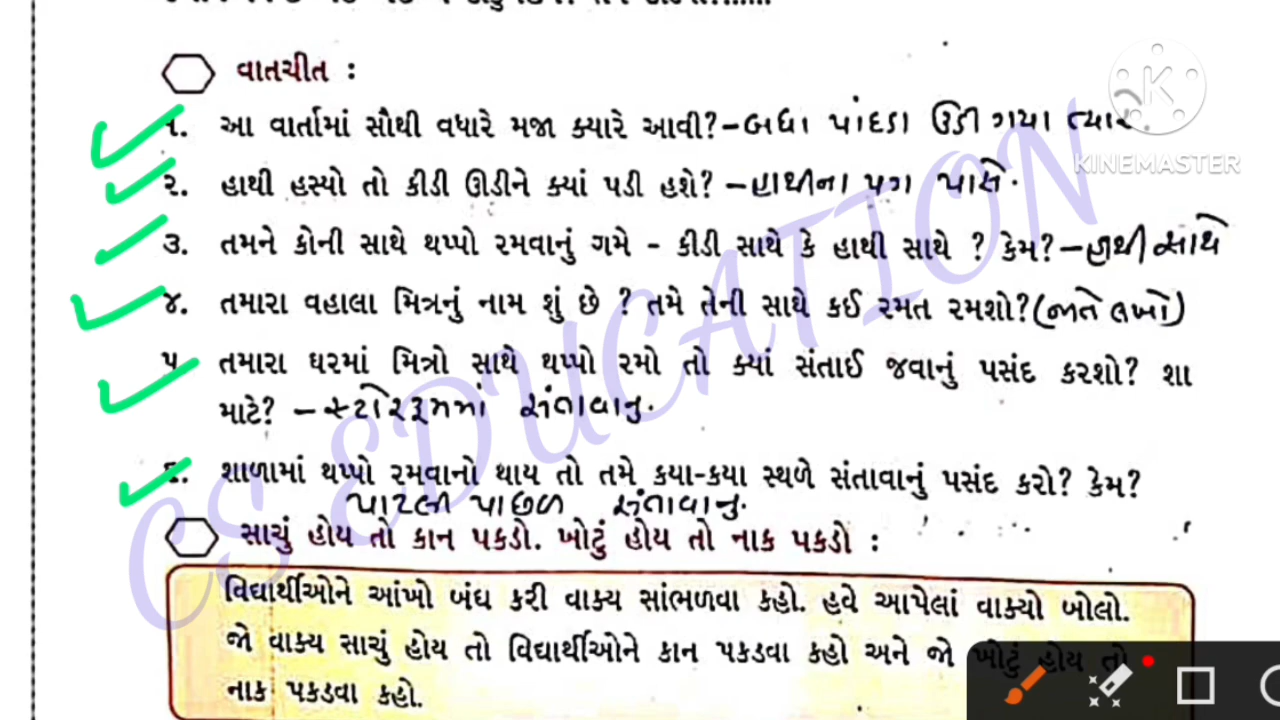 વાતચીત :
૧. આ વાર્તામાં સૌથી વધારે મજા ક્યારે આવી? – બધા પાંદડા ઉડી ગયા ત્યારે.
KINEMASTER
૨. હાથી હસ્યો તો કીડી ઊડીને ક્યાં પડી હશે? – હાથીના પગ પાસે.
૩. તમને કોની સાથે થપ્પો રમવાનું ગમે – કીડી સાથે કે હાથી સાથે ? કેમ? – હાથી સાથે
૪. તમારા વહાલા મિત્રનું નામ શું છે ? તમે તેની સાથે કઈ રમત રમશો? (જાતે લખો)
૫. તમારા ઘરમાં મિત્રો સાથે થપ્પો રમો તો ક્યાં સંતાઈ જવાનું પસંદ કરશો? શા
માટે? – સ્ટોરરૂમમાં સંતાવાનુ.
૬. શાળામાં થપ્પો રમવાનો થાય તો તમે કયા-કયા સ્થળે સંતાવાનું પસંદ કરો? કેમ?
પાટલી પાછળ સંતાવાનુ.
CS EDUCATION
સાચું હોય તો કાન પકડો. ખોટું હોય તો નાક પકડો :
વિદ્યાર્થીઓને આંખો બંધ કરી વાક્ય સાંભળવા કહો. હવે આપેલાં વાક્યો બોલો.
જો વાક્ય સાચું હોય તો વિદ્યાર્થીઓને કાન પકડવા કહો અને જો ખોટું હોય તો
નાક પકડવા કહો.